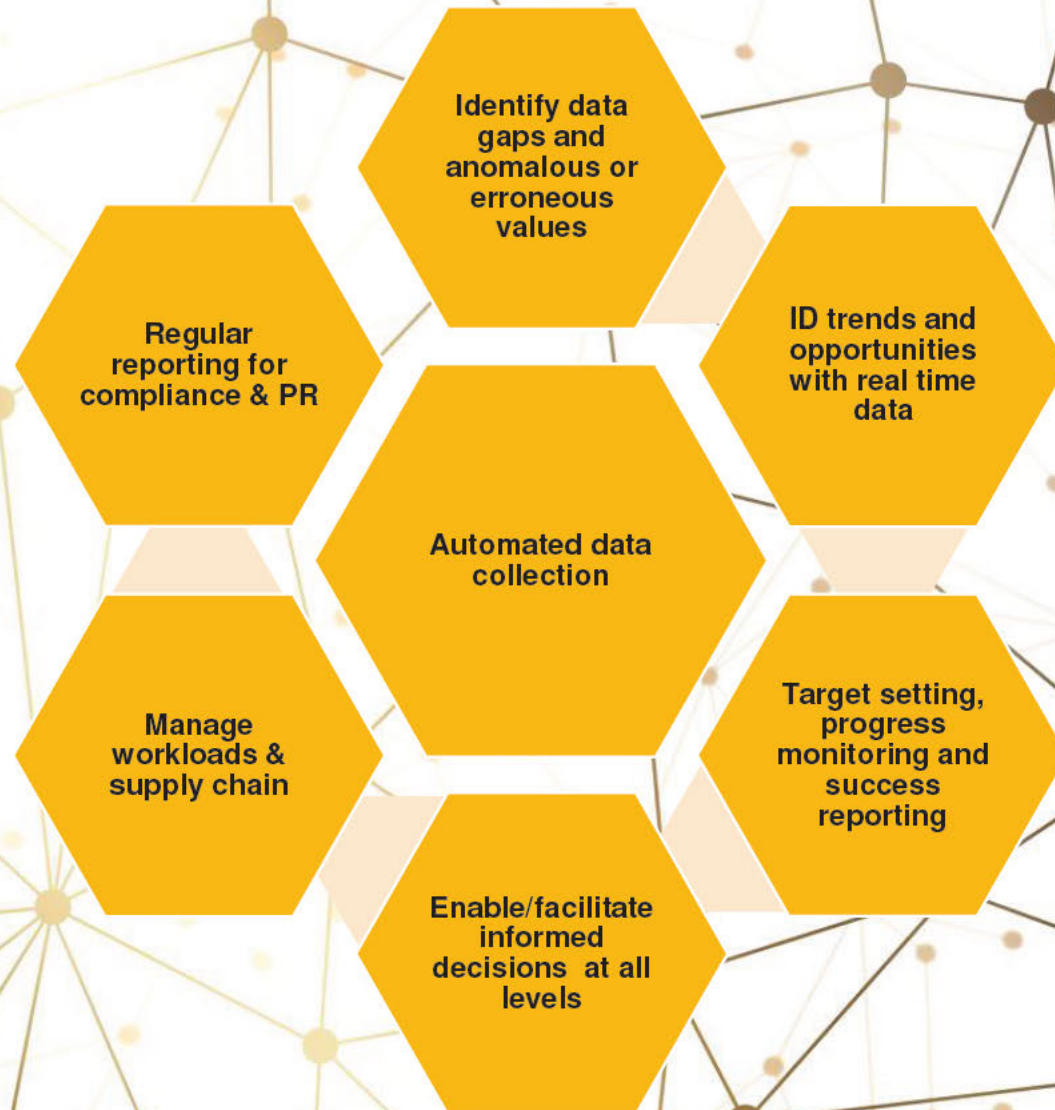 Identify data
gaps and
anomalous or
erroneous
values
ID trends and
opportunities
with real time
data
Regular
reporting for
compliance & PR
Automated data
collection
Target setting,
progress
monitoring and
success
reporting
Manage
workloads &
supply chain
Enable/facilitate
informed
decisions at all
levels